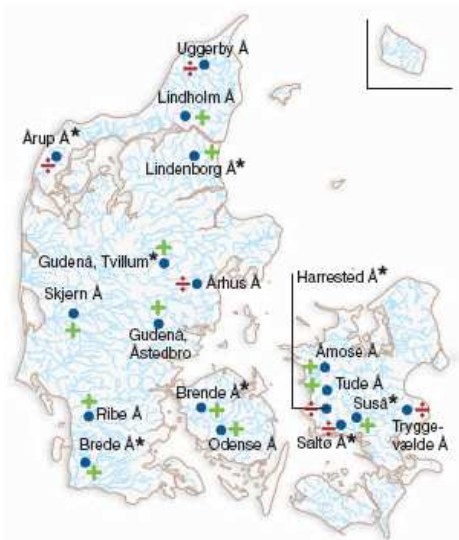 Uggerby Å
Lindholm Å
Årup Å*
Lindenborg Å*
Gudenå, Tvillum*
Århus Å
Harrested Å*
Skjern Å
Gudenå,
Åstedbro
Åmose Å
Tude Å
Brende Å*
Suså*
Ribe Å
Trygge-
vælde Å
Brede Å*
Odense Å
Saltø Å*